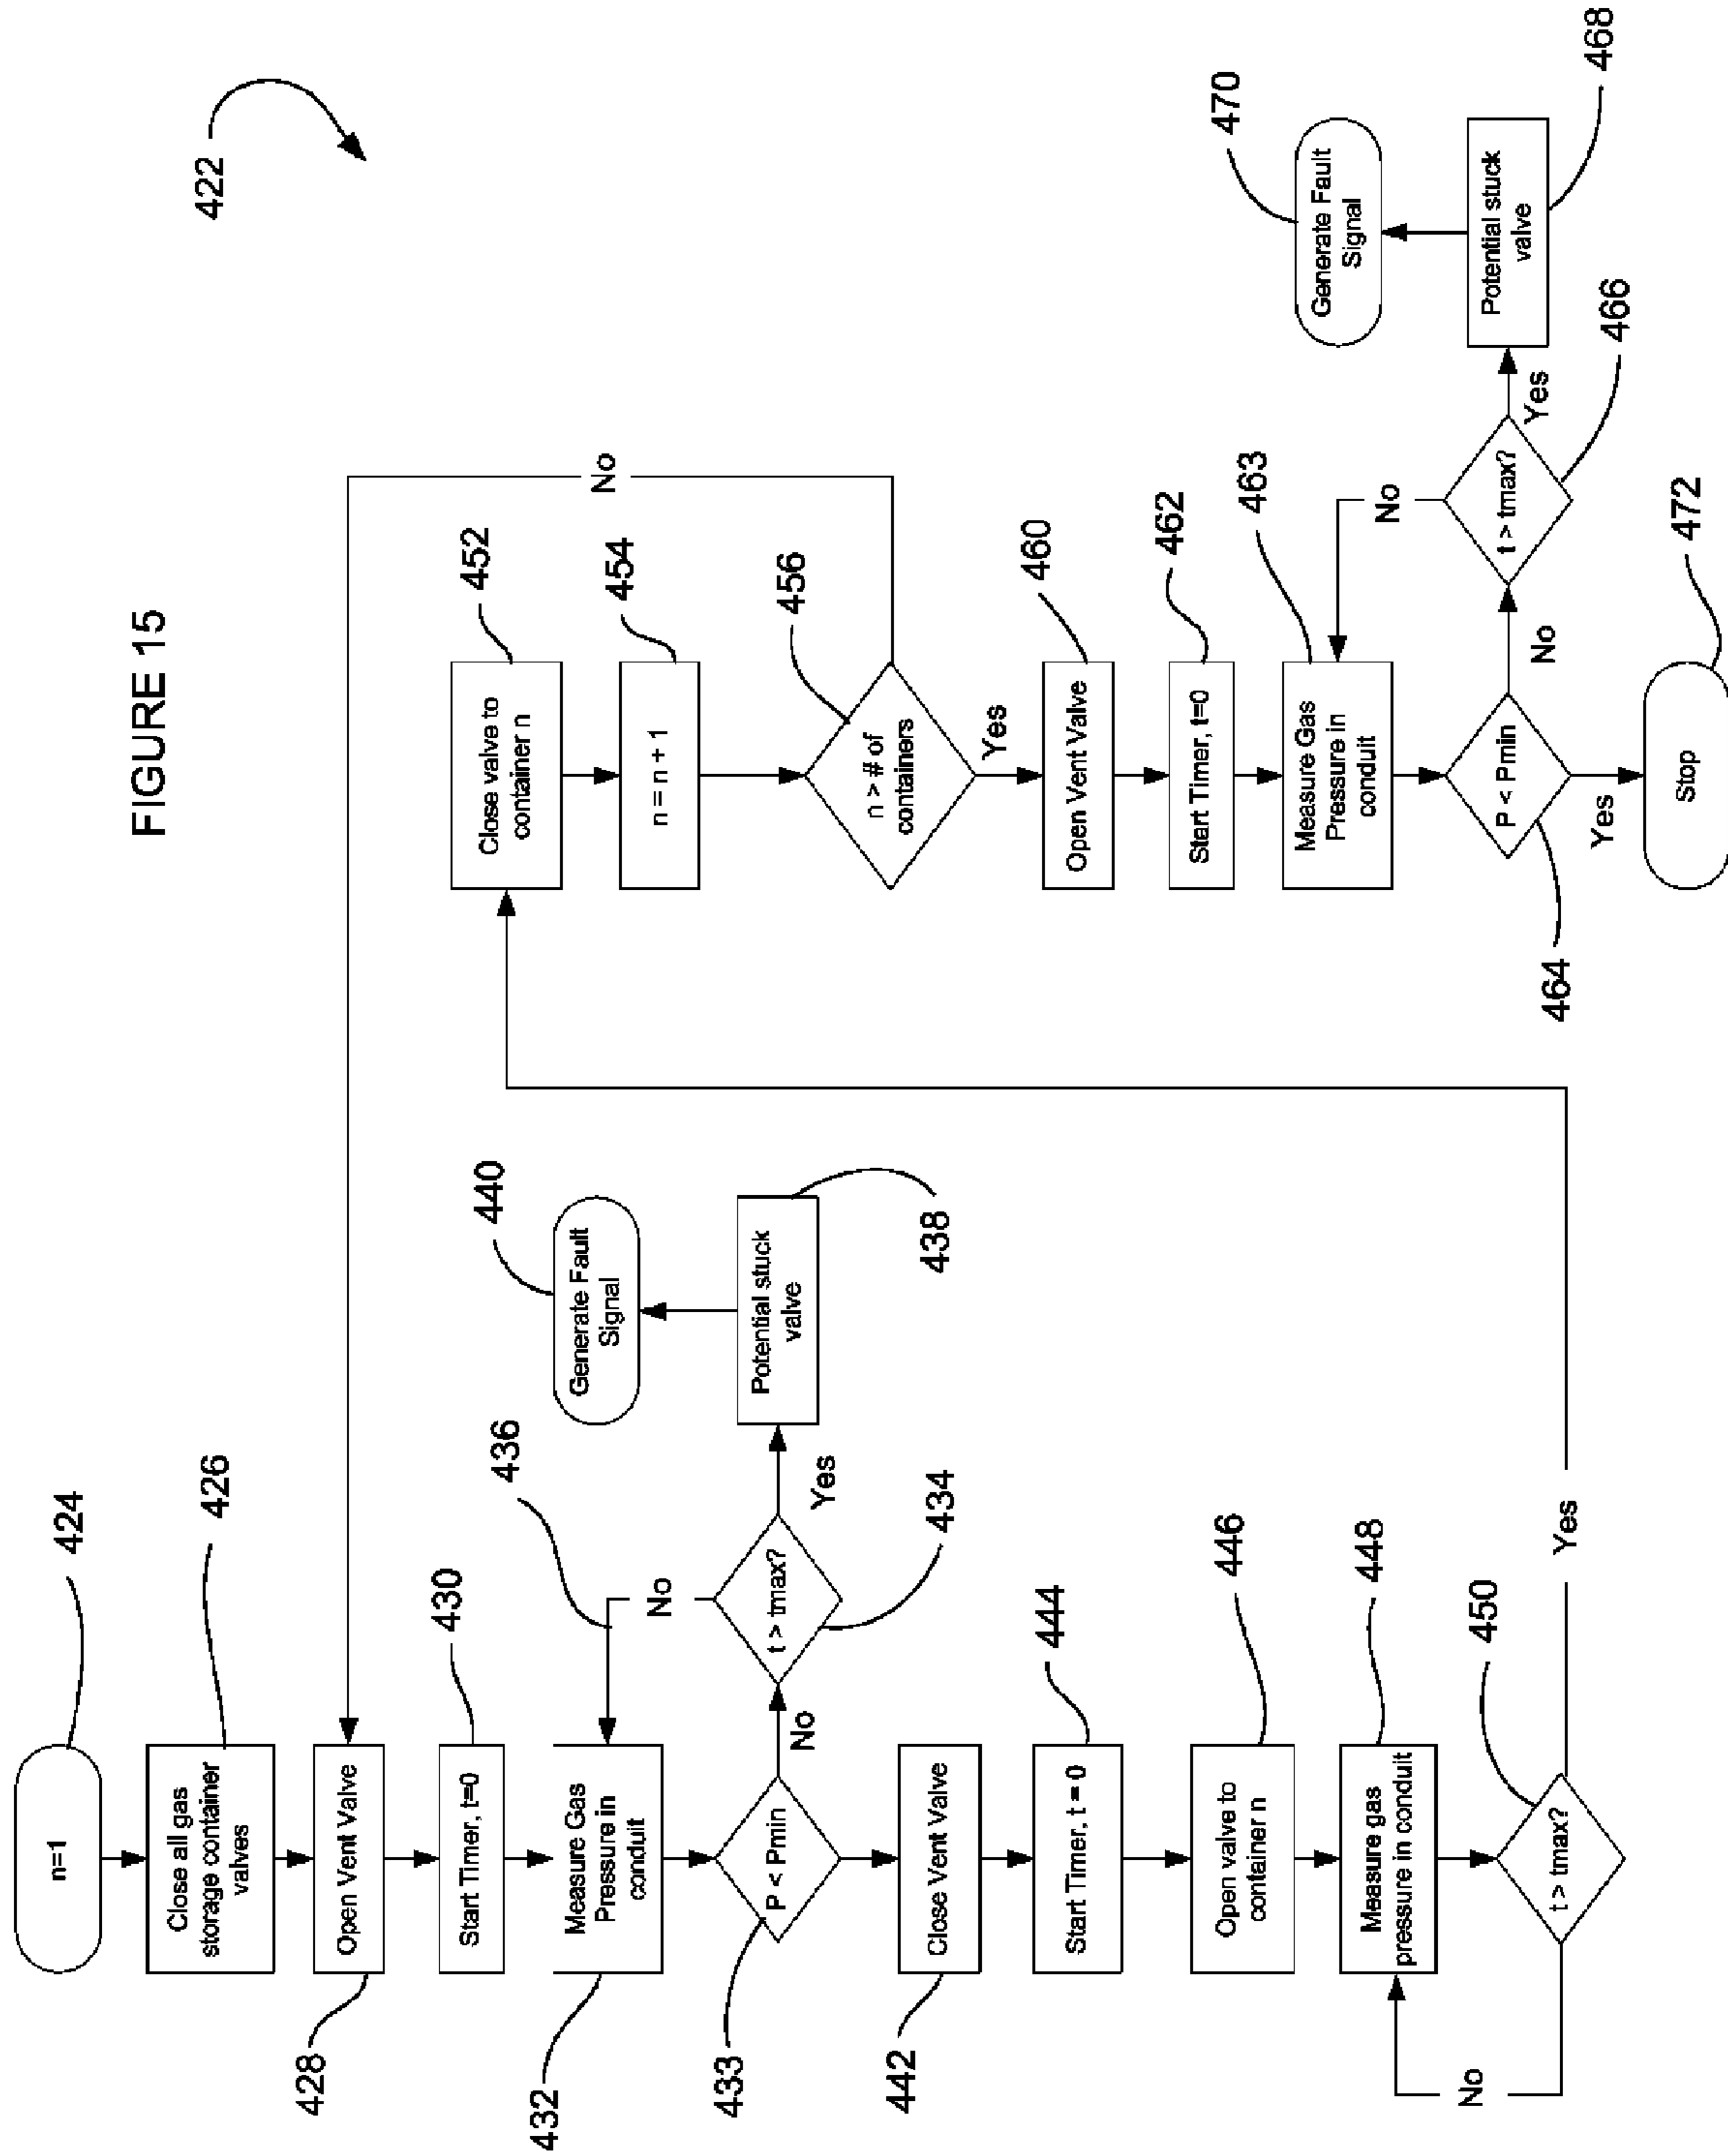 FIGURE 15
422
n=1
424
Close all gas
storage container
valves
426
Open Vent Valve
428
Start Timer, t=0
430
Measure Gas
Pressure in
conduit
432
P < Pmin
433
No
t > tmax?
434
No
436
Yes
Potential stuck
valve
438
Generate Fault
Signal
440
Close Vent Valve
442
Start Timer, t = 0
444
Open valve to
container n
446
Measure gas
pressure in conduit
448
t > tmax?
450
No
Yes
Close valve to
container n
452
n = n + 1
454
n > # of
containers
456
No
Yes
Open Vent Valve
460
Start Timer, t=0
462
Measure Gas
Pressure in
conduit
463
P < Pmin
464
No
Yes
t > tmax?
466
No
Yes
Potential stuck
valve
468
Generate Fault
Signal
470
Stop
472